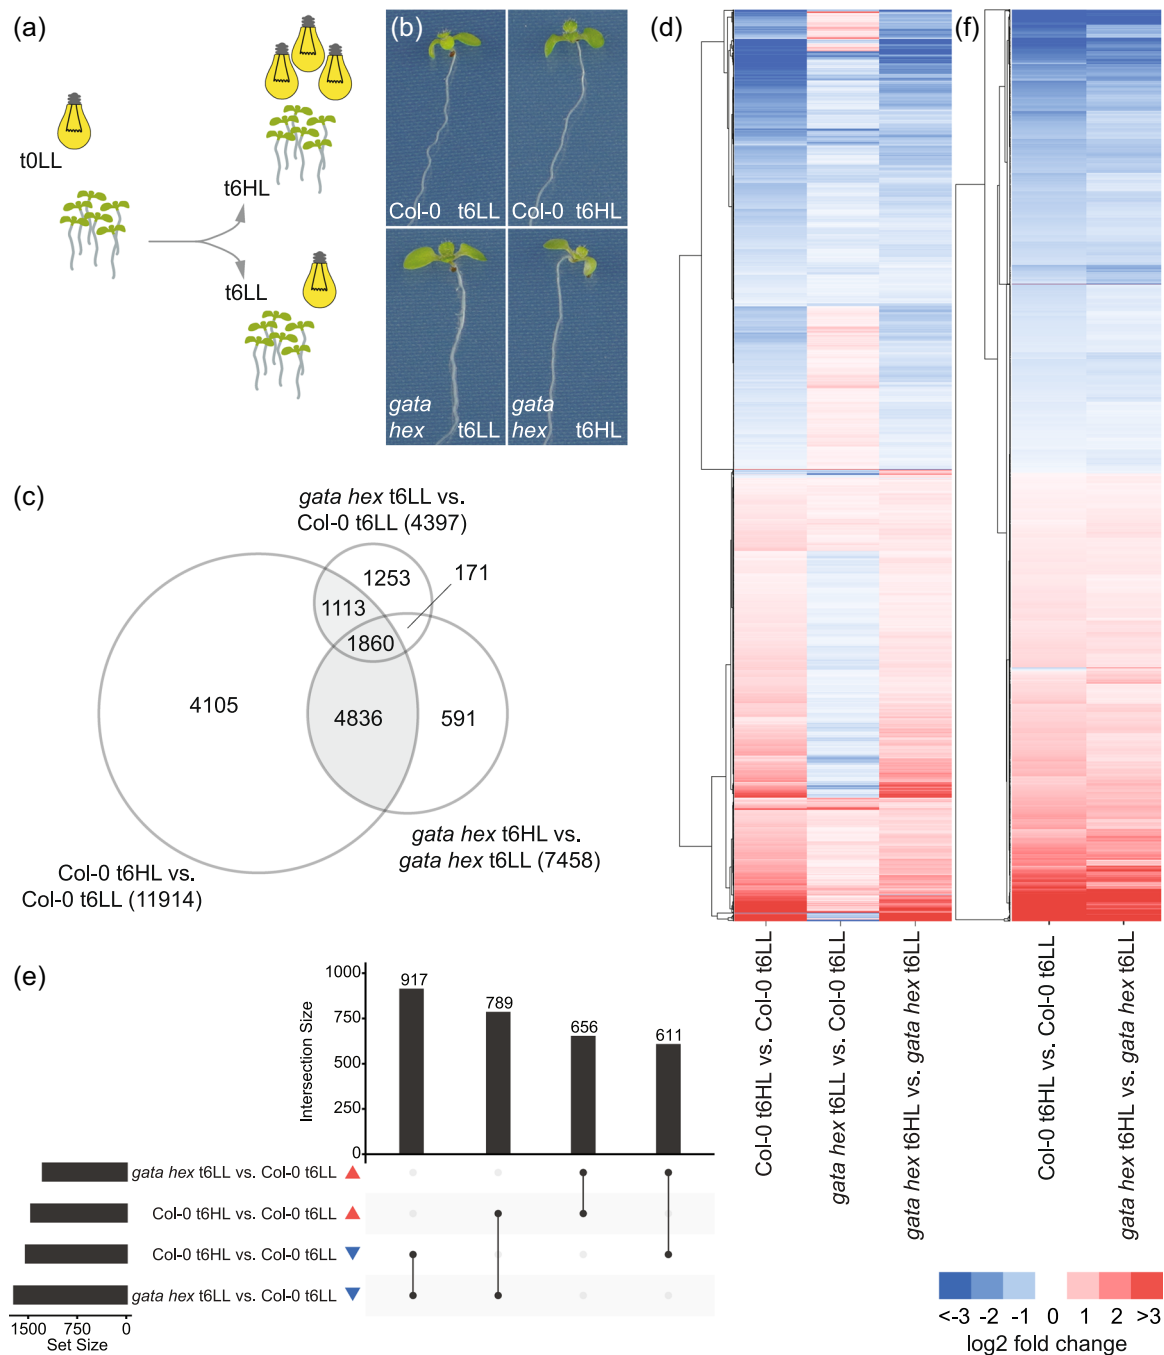 (a)
t0LL
t6HL
t6LL
(b)
Col-0 t6LL
Col-0 t6HL
gata
hex t6LL
gata
hex t6HL
(c)
gata hex t6LL vs.
Col-0 t6LL (4397)
1253
171
1113
1860
4105
4836
591
gata hex t6HL vs.
gata hex t6LL (7458)
Col-0 t6HL vs.
Col-0 t6LL (11914)
(d)
Col-0 t6HL vs. Col-0 t6LL
gata hex t6LL vs. Col-0 t6LL
gata hex t6HL vs. gata hex t6LL
(f)
Col-0 t6HL vs. Col-0 t6LL
gata hex t6HL vs. gata hex t6LL
(e)
Intersection Size
1000
750
500
250
0
917
789
656
611
gata hex t6LL vs. Col-0 t6LL
Col-0 t6HL vs. Col-0 t6LL
Col-0 t6HL vs. Col-0 t6LL
gata hex t6LL vs. Col-0 t6LL
1500 750 0
Set Size
<-3 -2 -1 0 1 2 >3
log2 fold change